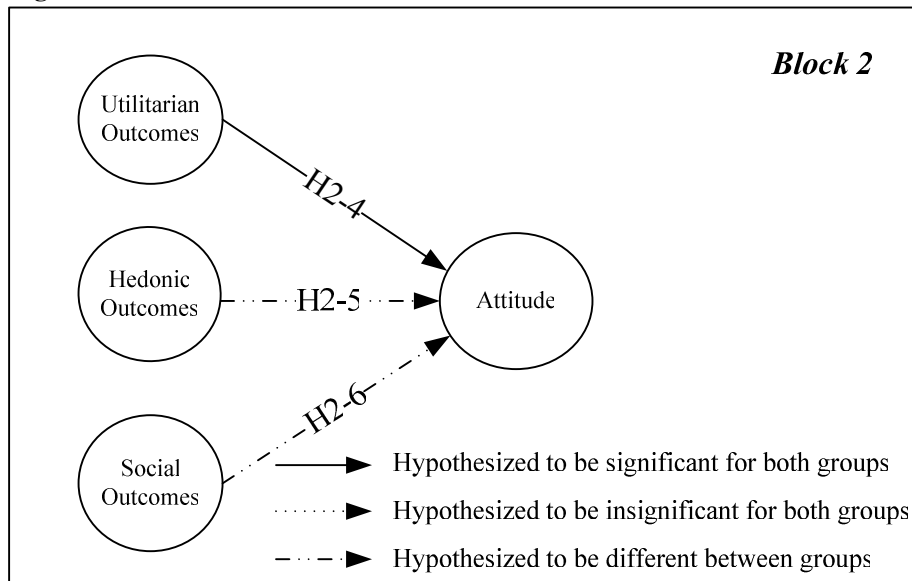 Block 2
Utilitarian
Outcomes
H2-4
Hedonic
Outcomes
H2-5
Attitude
H2-6
Social
Outcomes
Hypothesized to be significant for both groups
Hypothesized to be insignificant for both groups
Hypothesized to be different between groups